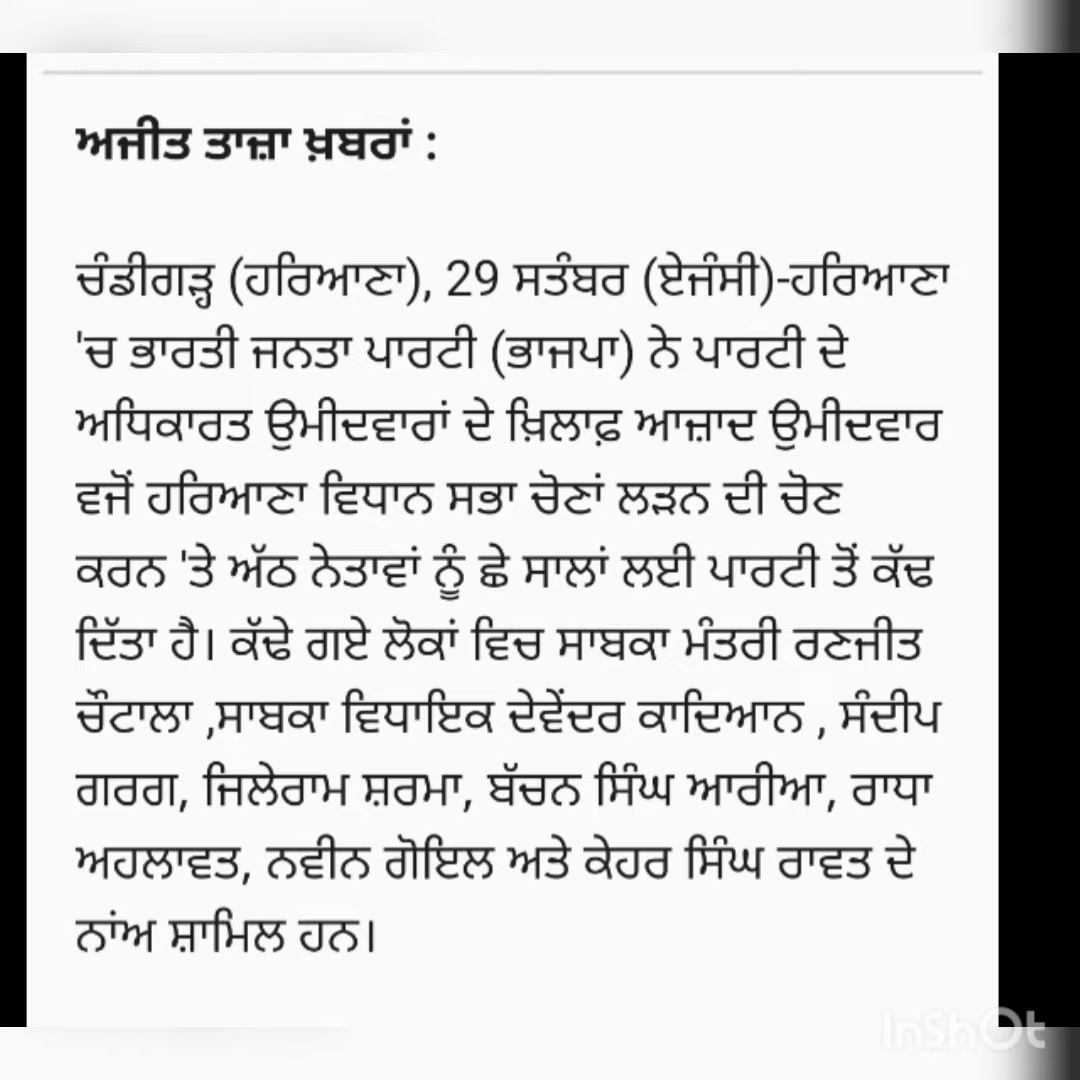 ਅਜੀਤ ਤਾਜ਼ਾ ਖ਼ਬਰਾਂ :
ਚੰਡੀਗੜ੍ਹ (ਹਰਿਆਣਾ), 29 ਸਤੰਬਰ (ਏਜੰਸੀ)-ਹਰਿਆਣਾ
'ਚ ਭਾਰਤੀ ਜਨਤਾ ਪਾਰਟੀ (ਭਾਜਪਾ) ਨੇ ਪਾਰਟੀ ਦੇ
ਅਧਿਕਾਰਤ ਉਮੀਦਵਾਰਾਂ ਦੇ ਖ਼ਿਲਾਫ਼ ਆਜ਼ਾਦ ਉਮੀਦਵਾਰ
ਵਜੋਂ ਹਰਿਆਣਾ ਵਿਧਾਨ ਸਭਾ ਚੋਣਾਂ ਲੜਨ ਦੀ ਚੋਣ
ਕਰਨ 'ਤੇ ਅੱਠ ਨੇਤਾਵਾਂ ਨੂੰ ਛੇ ਸਾਲਾਂ ਲਈ ਪਾਰਟੀ ਤੋਂ ਕੱਢ
ਦਿੱਤਾ ਹੈ। ਕੱਢੇ ਗਏ ਲੋਕਾਂ ਵਿਚ ਸਾਬਕਾ ਮੰਤਰੀ ਰਣਜੀਤ
ਚੌਟਾਲਾ ,ਸਾਬਕਾ ਵਿਧਾਇਕ ਦੇਵੇਂਦਰ ਕਾਦਿਆਨ , ਸੰਦੀਪ
ਗਰਗ, ਜਿਲੇਰਾਮ ਸ਼ਰਮਾ, ਬੱਚਨ ਸਿੰਘ ਆਰੀਆ, ਰਾਧਾ
ਅਹਲਾਵਤ, ਨਵੀਨ ਗੋਇਲ ਅਤੇ ਕੇਹਰ ਸਿੰਘ ਰਾਵਤ ਦੇ
ਨਾਂਅ ਸ਼ਾਮਿਲ ਹਨ।
InShOt